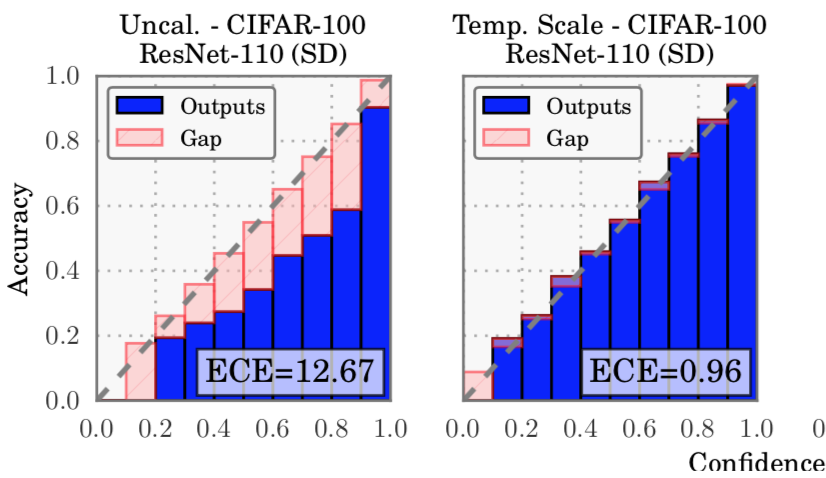 Uncal. - CIFAR-100
ResNet-110 (SD)
Temp. Scale - CIFAR-100
ResNet-110 (SD)
Accuracy
1.0
0.8
0.6
0.4
0.2
0.0
Outputs
Gap
ECE=12.67
0.0 0.2 0.4 0.6 0.8 1.0
Outputs
Gap
ECE=0.96
0.0 0.2 0.4 0.6 0.8 1.0 0
Confidence